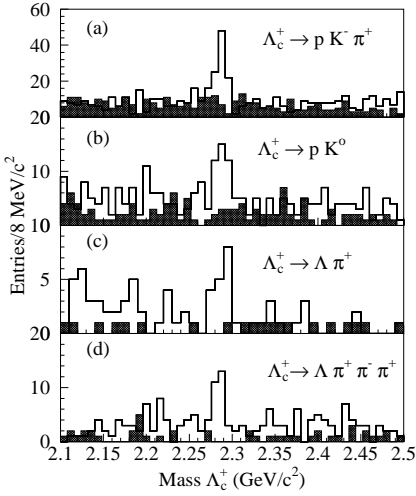 60
(a)
Λc+ → p K- π+
40
20
20
(b)
Λc+ → p Ko
10
10
(c)
Λc+ → Λ π+
5
20
(d)
Λc+ → Λ π+ π- π+
10
0
2.1 2.15 2.2 2.25 2.3 2.35 2.4 2.45 2.5
Mass Λc+ (GeV/c2)
Entries/8 MeV/c2